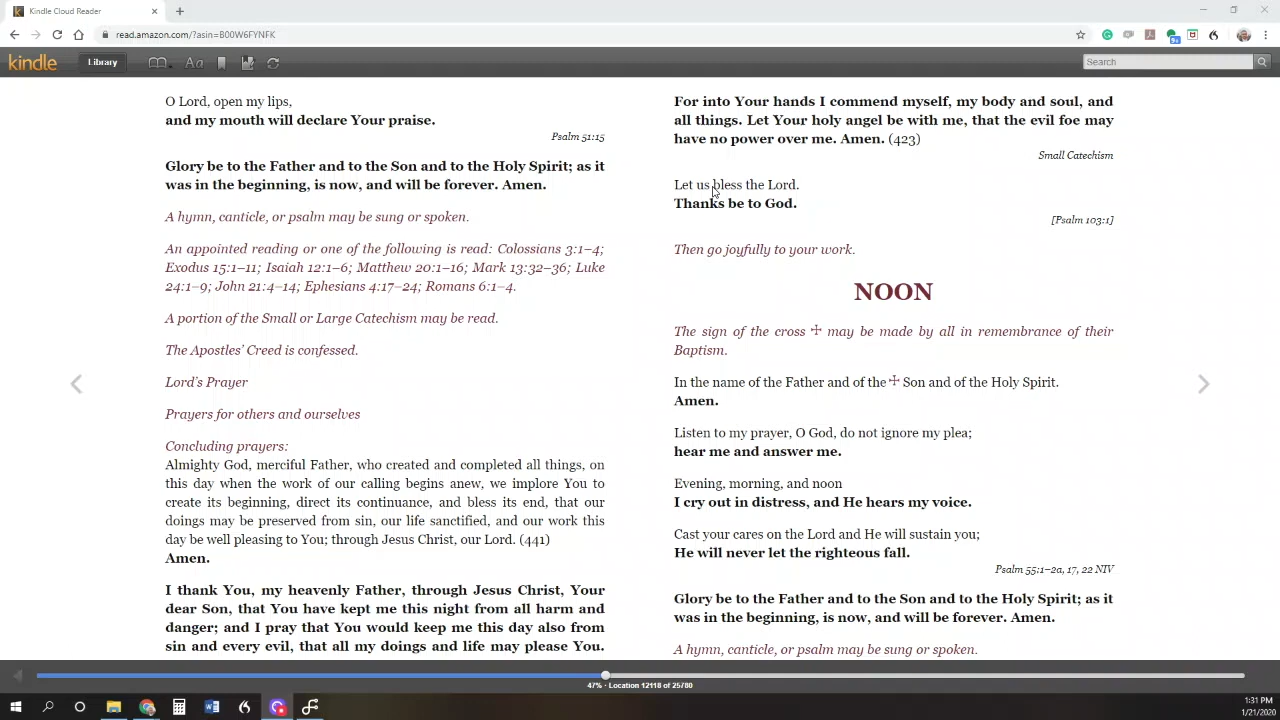 Kindle Cloud Reader
read.amazon.com/?asin=B00W6FYNFK
9+
kindle
Library
Aa
Search
O Lord, open my lips,
and my mouth will declare Your praise.
Psalm 51:15
Glory be to the Father and to the Son and to the Holy Spirit; as it
was in the beginning, is now, and will be forever. Amen.
A hymn, canticle, or psalm may be sung or spoken.
An appointed reading or one of the following is read: Colossians 3:1–4;
Exodus 15:1–11; Isaiah 12:1–6; Matthew 20:1–16; Mark 13:32–36; Luke
24:1–9; John 21:4–14; Ephesians 4:17–24; Romans 6:1–4.
A portion of the Small or Large Catechism may be read.
The Apostles’ Creed is confessed.
Lord’s Prayer
Prayers for others and ourselves
Concluding prayers:
Almighty God, merciful Father, who created and completed all things, on
this day when the work of our calling begins anew, we implore You to
create its beginning, direct its continuance, and bless its end, that our
doings may be preserved from sin, our life sanctified, and our work this
day be well pleasing to You; through Jesus Christ, our Lord. (441)
Amen.
I thank You, my heavenly Father, through Jesus Christ, Your
dear Son, that You have kept me this night from all harm and
danger; and I pray that You would keep me this day also from
sin and every evil, that all my doings and life may please You.
For into Your hands I commend myself, my body and soul, and
all things. Let Your holy angel be with me, that the evil foe may
have no power over me. Amen. (423)
Small Catechism
Let us bless the Lord.
Thanks be to God.
[Psalm 103:1]
Then go joyfully to your work.
NOON
The sign of the cross ☩ may be made by all in remembrance of their
Baptism.
In the name of the Father and of the ☩ Son and of the Holy Spirit.
Amen.
Listen to my prayer, O God, do not ignore my plea;
hear me and answer me.
Evening, morning, and noon
I cry out in distress, and He hears my voice.
Cast your cares on the Lord and He will sustain you;
He will never let the righteous fall.
Psalm 55:1–2a, 17, 22 NIV
Glory be to the Father and to the Son and to the Holy Spirit; as it
was in the beginning, is now, and will be forever. Amen.
A hymn, canticle, or psalm may be sung or spoken.
47% · Location 12118 of 25780
1:31 PM
1/21/2020